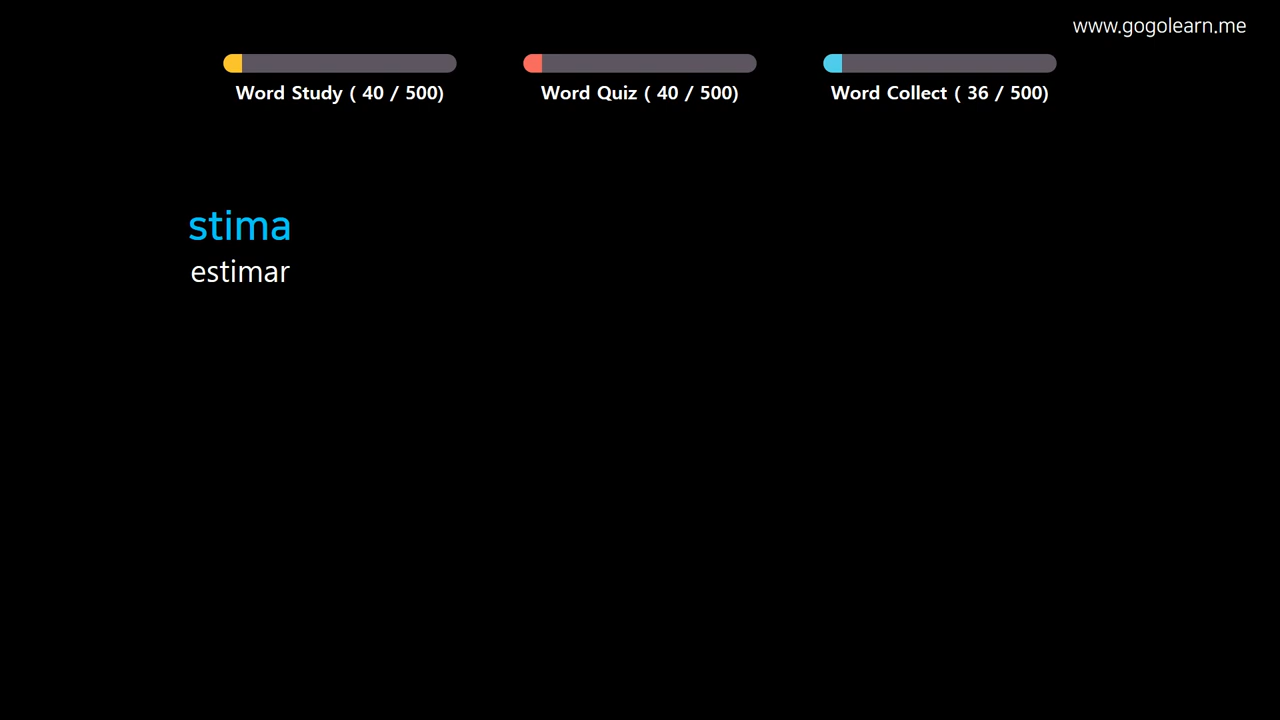 www.gogolearn.me
Word Study ( 40 / 500)
Word Quiz ( 40 / 500)
Word Collect ( 36 / 500)
stima
estimar